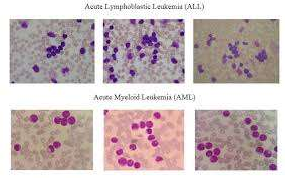 Acute Lymphoblastic Leukemia (ALL)
Acute Myeloid Leukemia (AML)